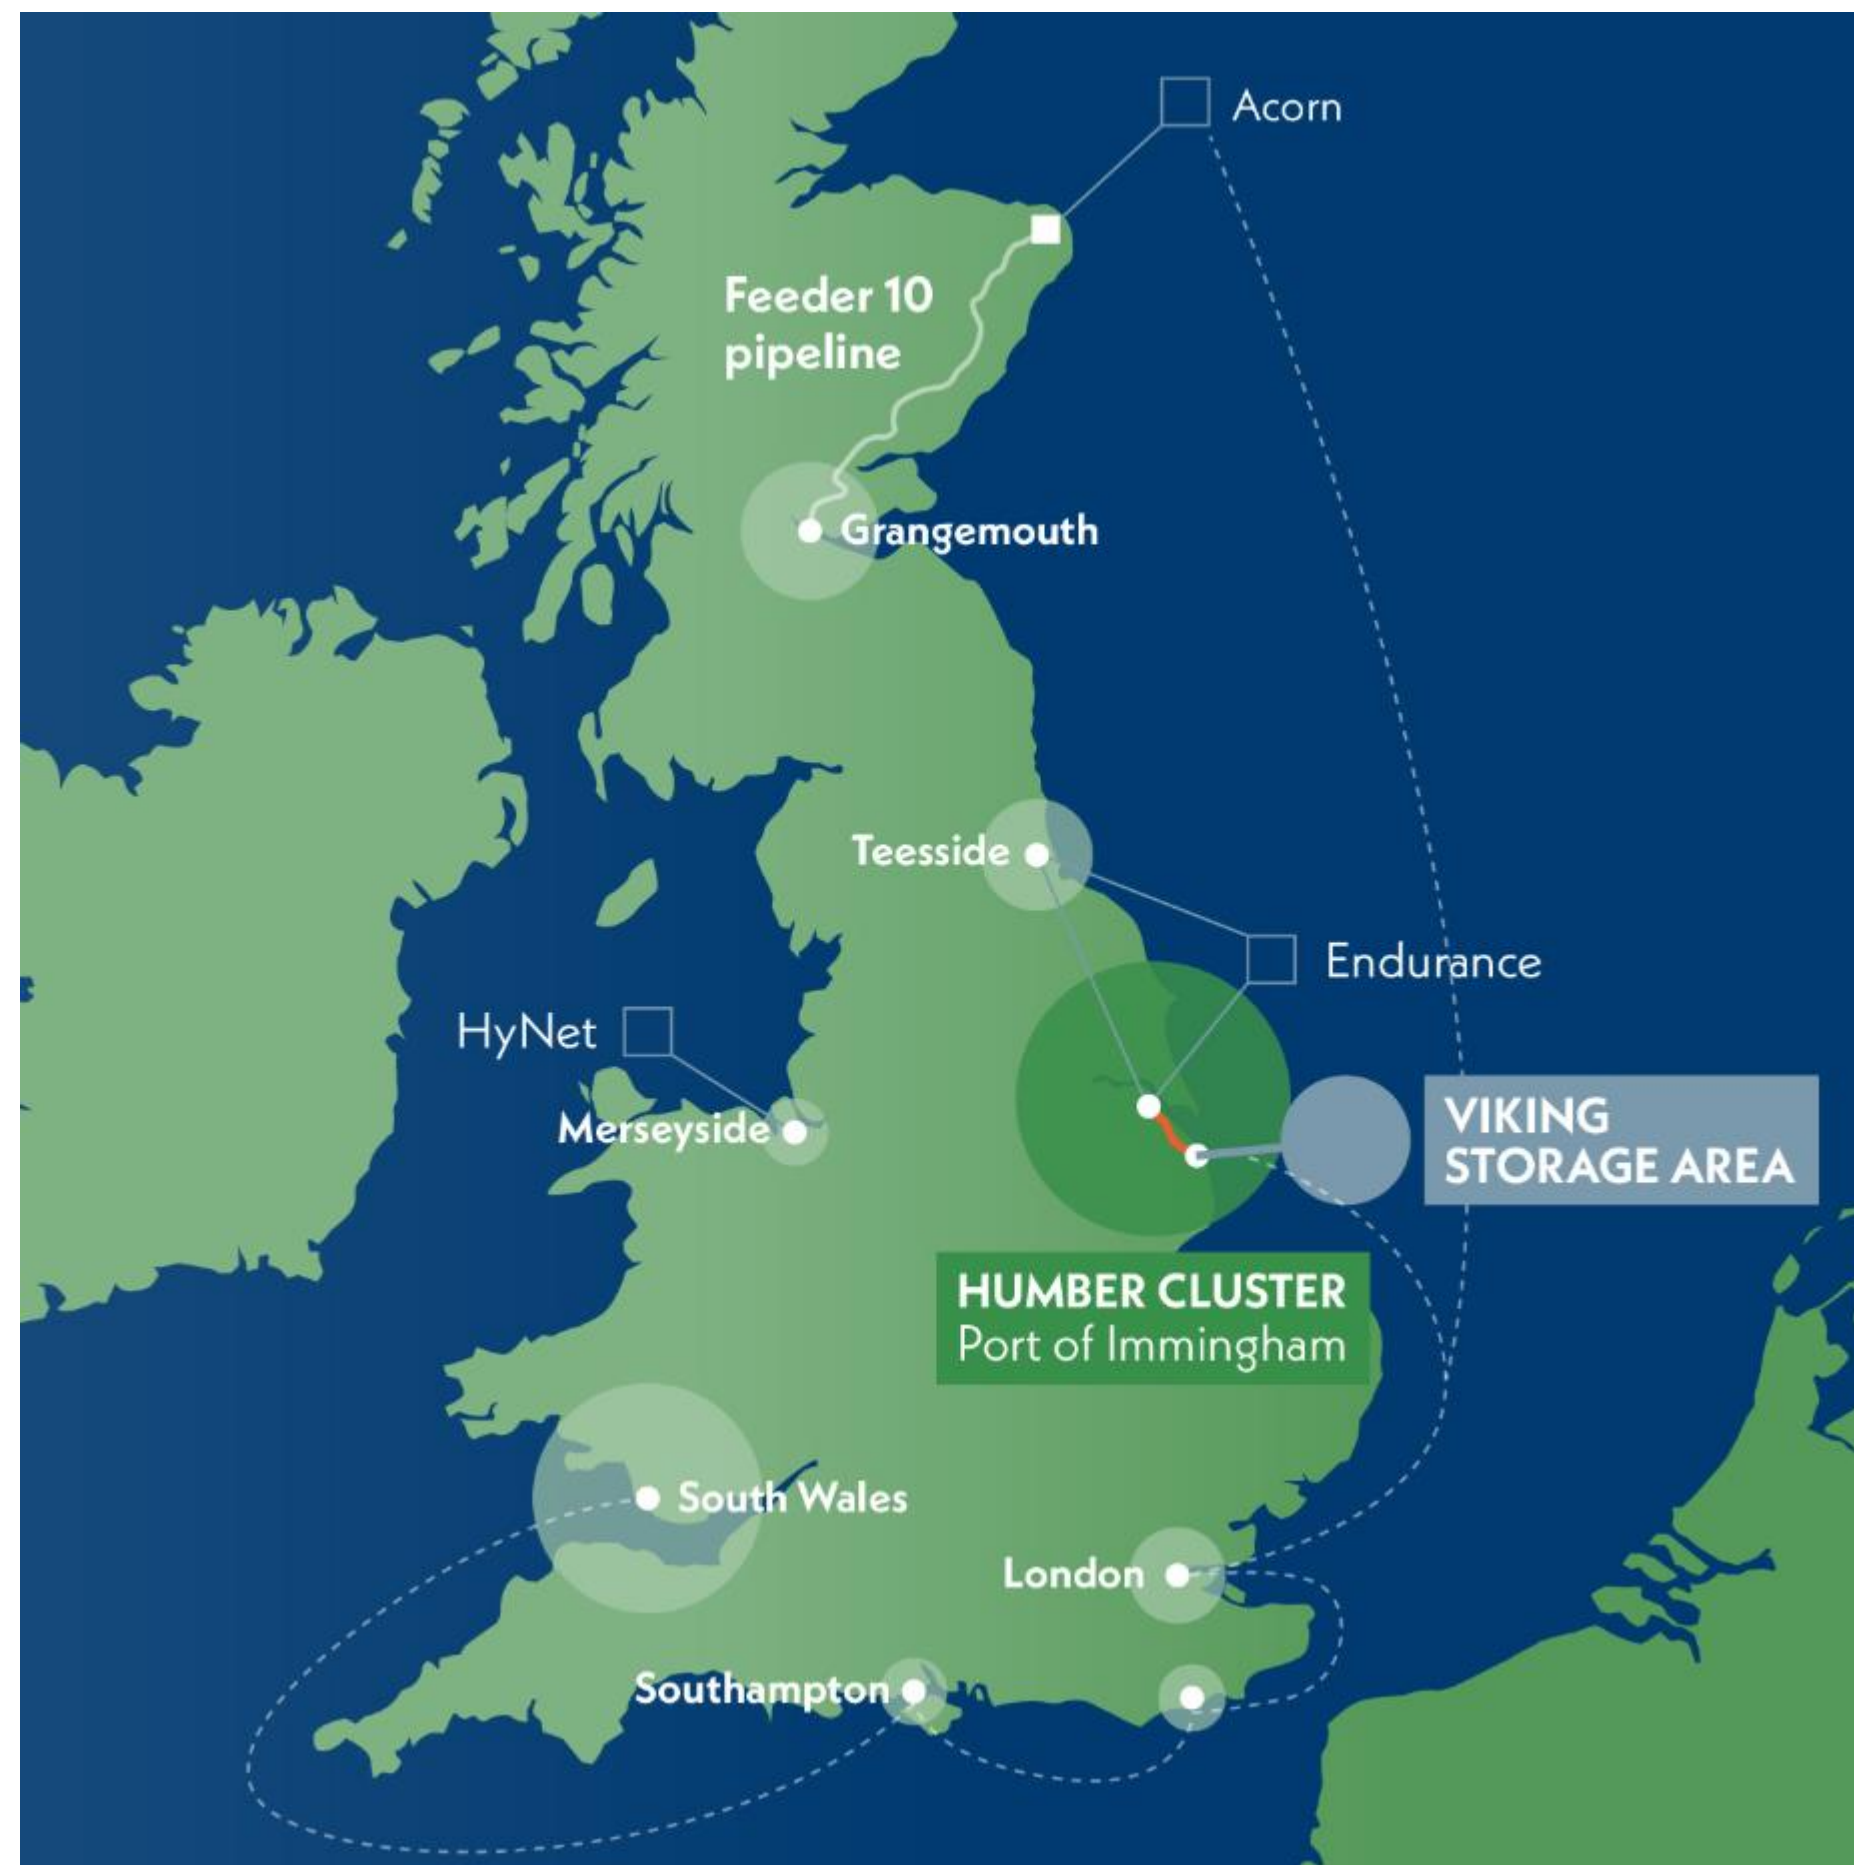 Acorn
Feeder 10
pipeline
Grangemouth
Teesside
Endurance
HyNet
Merseyside
VIKING
STORAGE AREA
HUMBER CLUSTER
Port of Immingham
South Wales
London
Southampton